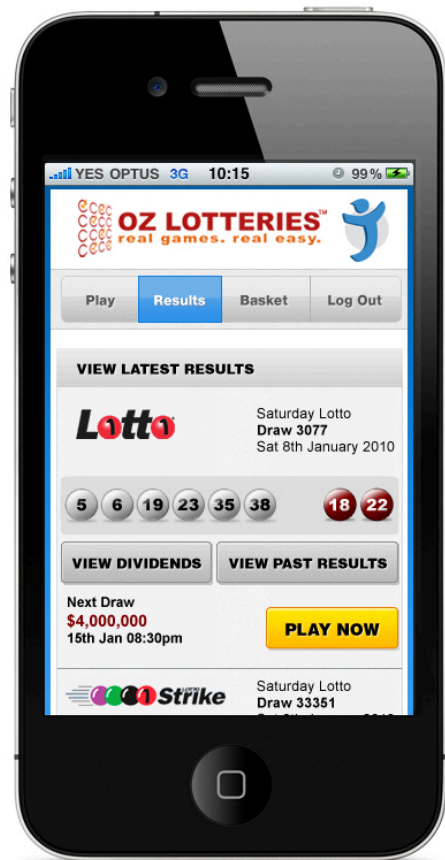 YES OPTUS 3G 10:15 99%
OZ LOTTERIES™
real games. real easy.
Play Results Basket Log Out
VIEW LATEST RESULTS
Lotto
Saturday Lotto
Draw 3077
Sat 8th January 2010
5 6 19 23 35 38 18 22
VIEW DIVIDENDS VIEW PAST RESULTS
Next Draw
$4,000,000
15th Jan 08:30pm
PLAY NOW
LOTTO
1 Strike
Saturday Lotto
Draw 33351